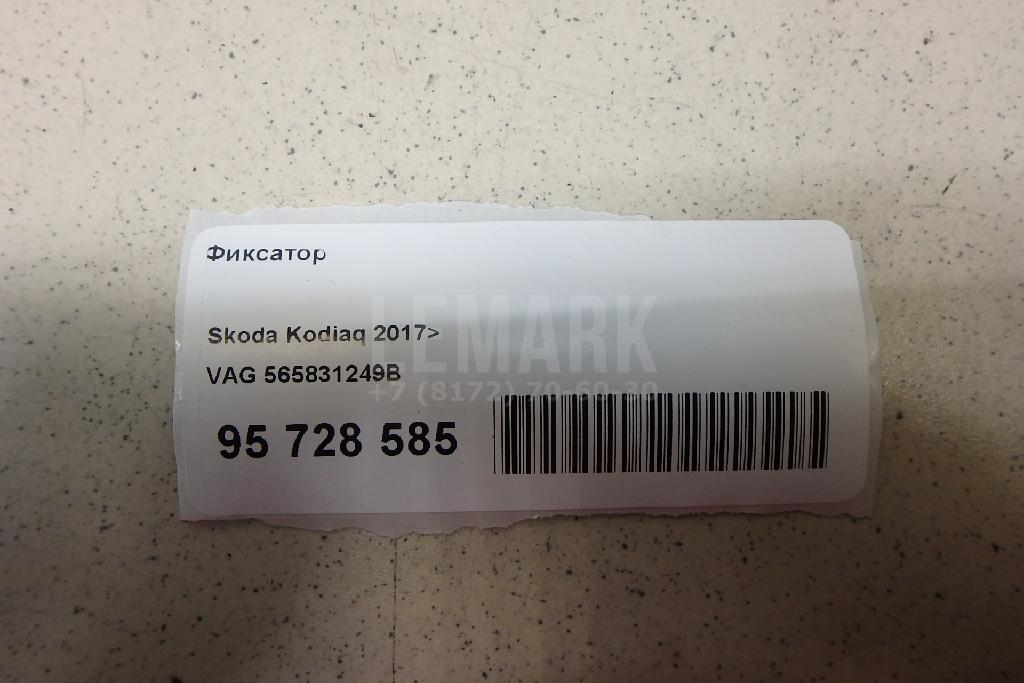 Фиксатор
LEMARK
Skoda Kodiaq 2017>
VAG 565831249B
+7 (8172) 70-60-30
95 728 585